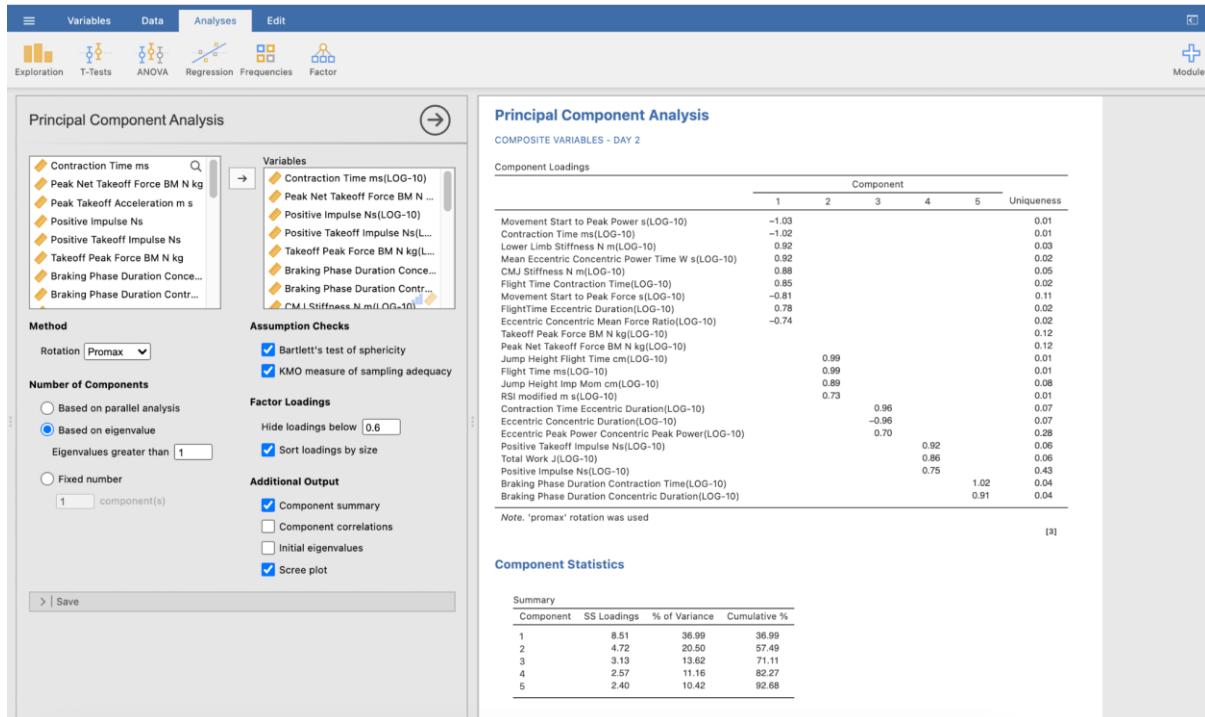 Variables Data Analyses Edit
Exploration T-Tests ANOVA Regression Frequencies Factor Module
Principal Component Analysis
Contraction Time ms
Peak Net Takeoff Force BM N kg
Peak Takeoff Acceleration m s
Positive Impulse Ns
Positive Takeoff Impulse Ns
Takeoff Peak Force BM N kg
Braking Phase Duration Conce...
Braking Phase Duration Contr...
Variables
Contraction Time ms(LOG-10)
Peak Net Takeoff Force BM N ...
Positive Impulse Ns(LOG-10)
Positive Takeoff Impulse Ns(L...
Takeoff Peak Force BM N kg(L...
Braking Phase Duration Conce...
Braking Phase Duration Contr...
CMJ Stiffness N m(LOG-10)
Method
Rotation Promax
Number of Components
Based on parallel analysis
Based on eigenvalue
Eigenvalues greater than 1
Fixed number
1 component(s)
Assumption Checks
Bartlett's test of sphericity
KMO measure of sampling adequacy
Factor Loadings
Hide loadings below 0.6
Sort loadings by size
Additional Output
Component summary
Component correlations
Initial eigenvalues
Scree plot
> | Save
Principal Component Analysis
COMPOSITE VARIABLES - DAY 2
Component Loadings
Component
1 2 3 4 5 Uniqueness
Movement Start to Peak Power s(LOG-10) −1.03 0.01
Contraction Time ms(LOG-10) −1.02 0.01
Lower Limb Stiffness N m(LOG-10) 0.92 0.03
Mean Eccentric Concentric Power Time W s(LOG-10) 0.92 0.02
CMJ Stiffness N m(LOG-10) 0.88 0.05
Flight Time Contraction Time(LOG-10) 0.85 0.02
Movement Start to Peak Force s(LOG-10) −0.81 0.11
FlightTime Eccentric Duration(LOG-10) 0.78 0.02
Eccentric Concentric Mean Force Ratio(LOG-10) −0.74 0.02
Takeoff Peak Force BM N kg(LOG-10) 0.12
Peak Net Takeoff Force BM N kg(LOG-10) 0.12
Jump Height Flight Time cm(LOG-10) 0.99 0.01
Flight Time ms(LOG-10) 0.99 0.01
Jump Height Imp Mom cm(LOG-10) 0.89 0.08
RSI modified m s(LOG-10) 0.73 0.01
Contraction Time Eccentric Duration(LOG-10) 0.96 0.07
Eccentric Concentric Duration(LOG-10) −0.96 0.07
Eccentric Peak Power Concentric Peak Power(LOG-10) 0.70 0.28
Positive Takeoff Impulse Ns(LOG-10) 0.92 0.06
Total Work J(LOG-10) 0.86 0.06
Positive Impulse Ns(LOG-10) 0.75 0.43
Braking Phase Duration Contraction Time(LOG-10) 1.02 0.04
Braking Phase Duration Concentric Duration(LOG-10) 0.91 0.04
Note. 'promax' rotation was used
[3]
Component Statistics
Summary
Component SS Loadings % of Variance Cumulative %
1 8.51 36.99 36.99
2 4.72 20.50 57.49
3 3.13 13.62 71.11
4 2.57 11.16 82.27
5 2.40 10.42 92.68